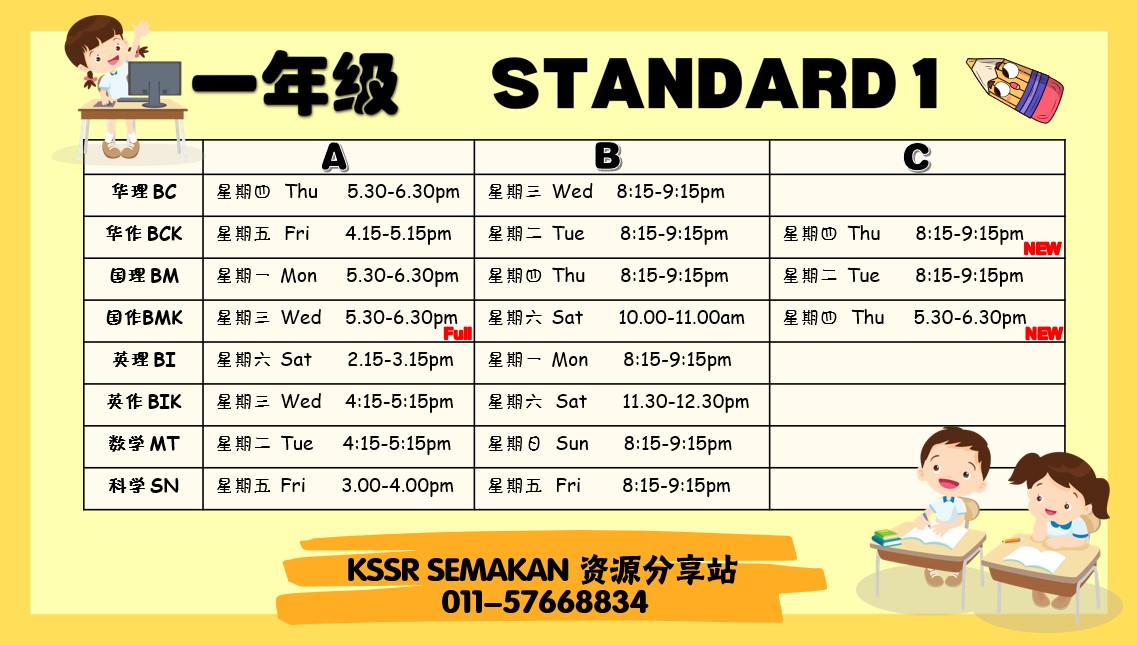 一年级 STANDARD 1
A B C
华理 BC 星期四 Thu 5.30-6.30pm 星期三 Wed 8:15-9:15pm
华作 BCK 星期五 Fri 4.15-5.15pm 星期二 Tue 8:15-9:15pm 星期四 Thu 8:15-9:15pm NEW
国理 BM 星期一 Mon 5.30-6.30pm 星期四 Thu 8:15-9:15pm 星期二 Tue 8:15-9:15pm
国作BMK 星期三 Wed 5.30-6.30pm Full 星期六 Sat 10.00-11.00am 星期四 Thu 5.30-6.30pm NEW
英理 BI 星期六 Sat 2.15-3.15pm 星期一 Mon 8:15-9:15pm
英作 BIK 星期三 Wed 4:15-5:15pm 星期六 Sat 11.30-12.30pm
数学 MT 星期二 Tue 4:15-5:15pm 星期日 Sun 8:15-9:15pm
科学 SN 星期五 Fri 3.00-4.00pm 星期五 Fri 8:15-9:15pm
KSSR SEMAKAN 资源分享站
011-57668834